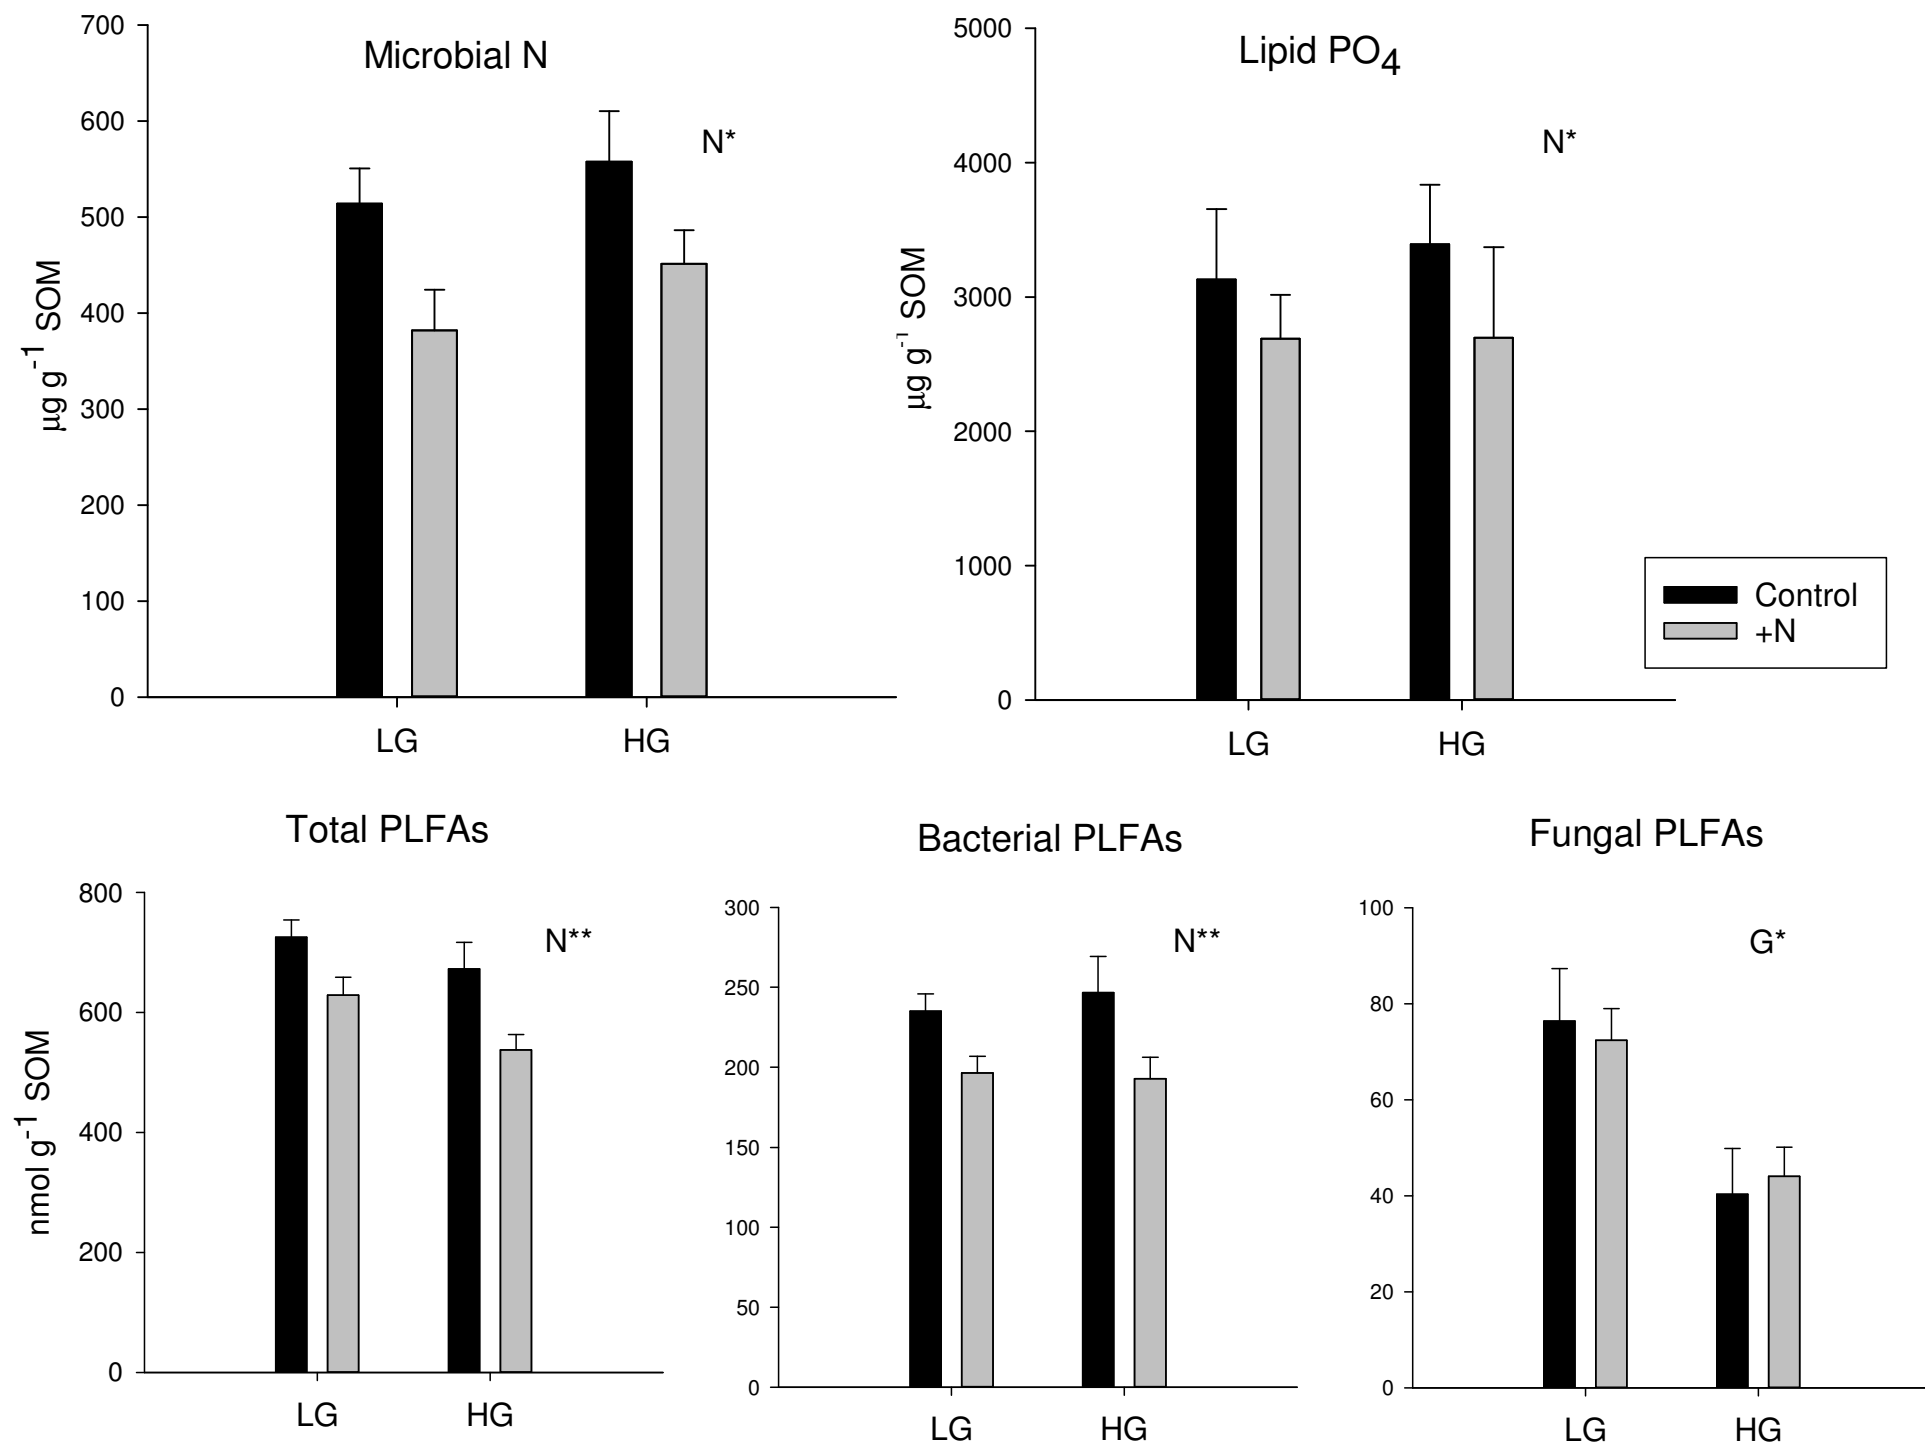 Microbial N
700
600
500
400
300
200
100
0
µg g-1 SOM
N*
LG
HG
Lipid PO4
5000
4000
3000
2000
1000
0
µg g-1 SOM
N*
LG
HG
Control
+N
Total PLFAs
800
600
400
200
0
nmol g-1 SOM
N**
LG
HG
Bacterial PLFAs
300
250
200
150
100
50
0
N**
LG
HG
Fungal PLFAs
100
80
60
40
20
0
G*
LG
HG